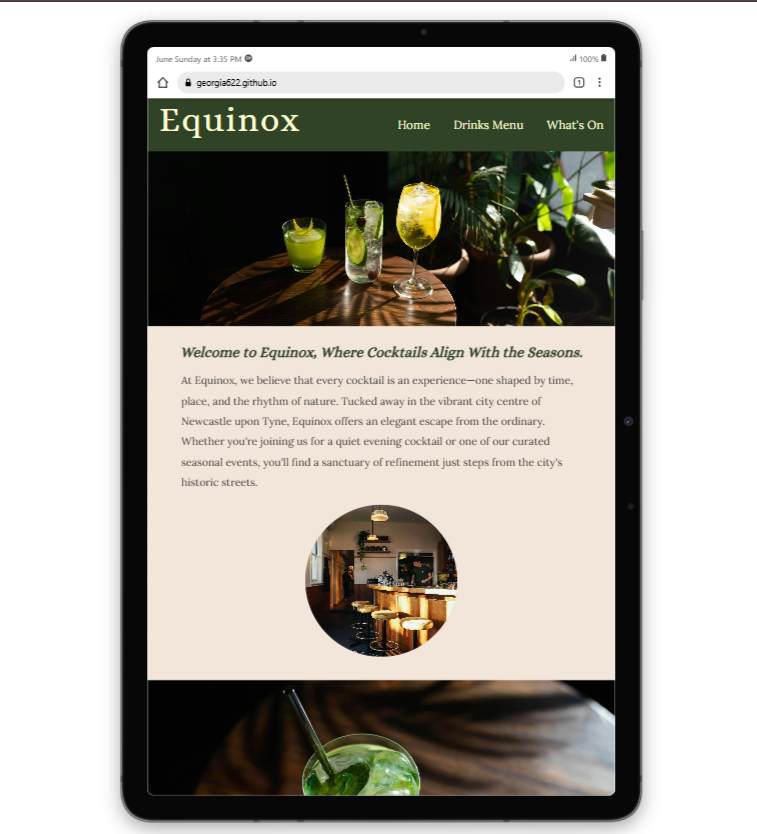 June Sunday at 3:35 PM
100%
georgia622.github.io
1
Equinox
Home Drinks Menu What's On
Welcome to Equinox, Where Cocktails Align With the Seasons.
At Equinox, we believe that every cocktail is an experience—one shaped by time,
place, and the rhythm of nature. Tucked away in the vibrant city centre of
Newcastle upon Tyne, Equinox offers an elegant escape from the ordinary.
Whether you're joining us for a quiet evening cocktail or one of our curated
seasonal events, you'll find a sanctuary of refinement just steps from the city's
historic streets.